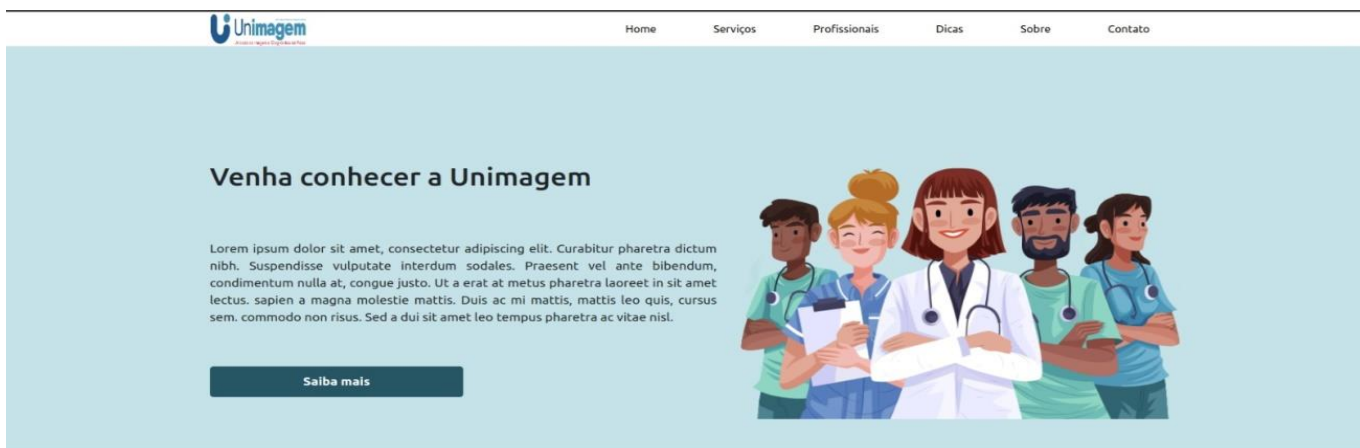 Unimagem
Home Serviços Profissionais Dicas Sobre Contato
Venha conhecer a Unimagem
Lorem ipsum dolor sit amet, consectetur adipiscing elit. Curabitur pharetra dictum
nibh. Suspendisse vulputate interdum sodales. Praesent vel ante bibendum,
condimentum nulla at, congue justo. Ut a erat at metus pharetra laoreet in sit amet
lectus. sapien a magna molestie mattis. Duis ac mi mattis, mattis leo quis, cursus
sem. commodo non risus. Sed a dui sit amet leo tempus pharetra ac vitae nisl.
Saiba mais